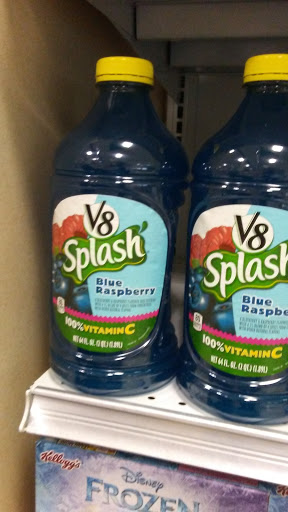 V8
Splash
Blue
Raspberry
100% VITAMIN C
NET 64 FL OZ. (2 QT.) 1.89L
V8
Splash
Blue
Raspbe
100% VITAMIN C
NET 64 FL OZ. (2 QT.) 1.89L
Kellogg's
Disney
FROZEN